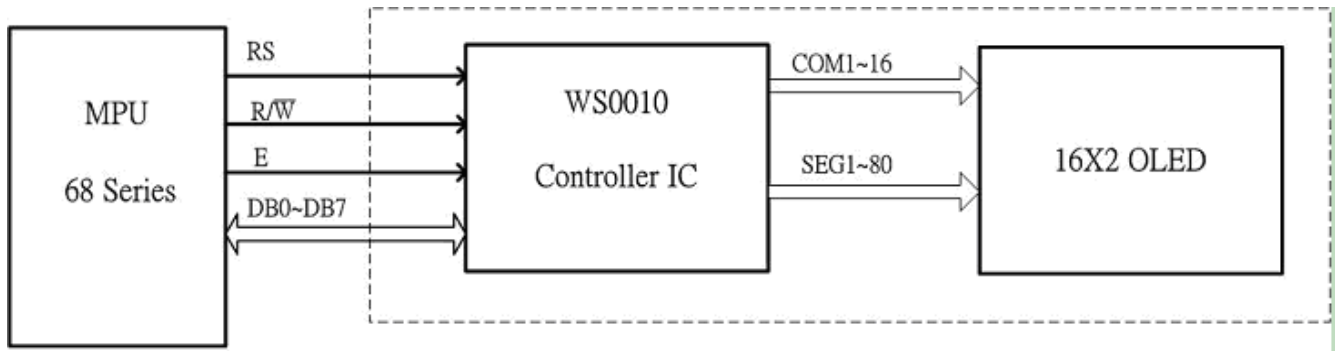 MPU
68 Series
RS
R/W̅
E
DB0~DB7
WS0010
Controller IC
COM1~16
SEG1~80
16X2 OLED